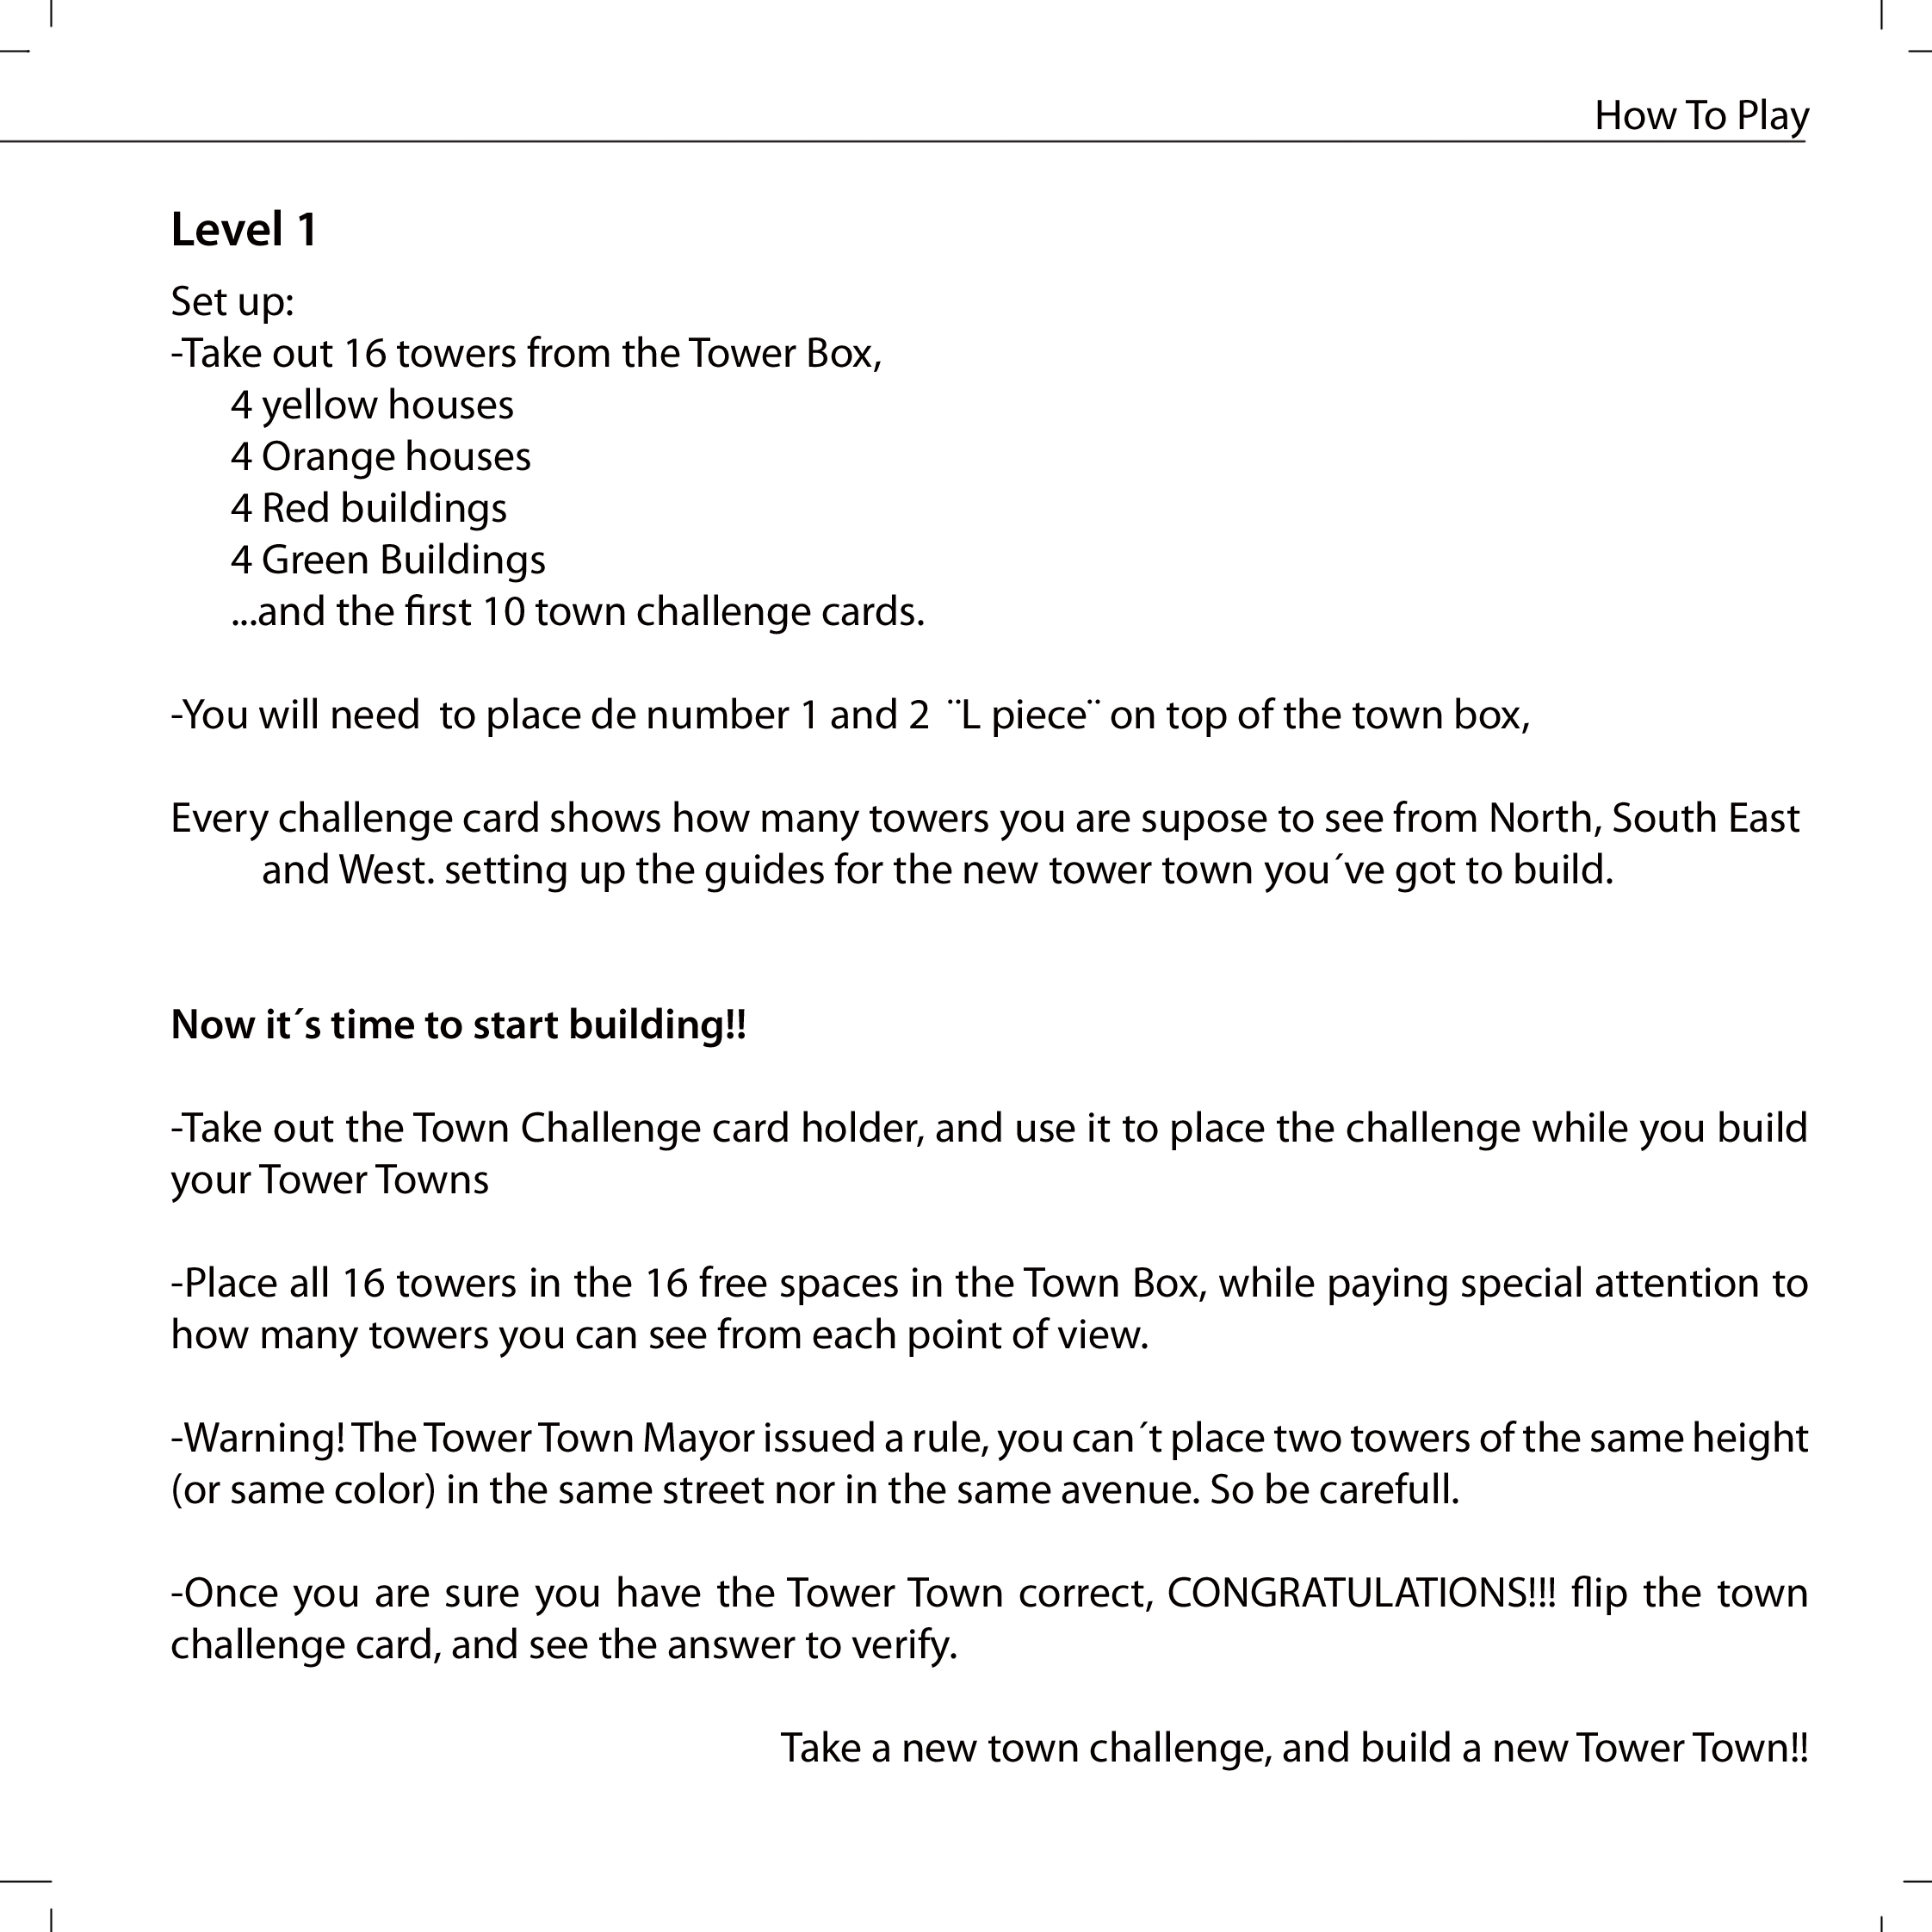 How To Play
Level 1
Set up:
-Take out 16 towers from the Tower Box,
4 yellow houses
4 Orange houses
4 Red buildings
4 Green Buildings
...and the first 10 town challenge cards.
-You will need  to place de number 1 and 2  ¨L piece¨ on top of the town box,
Every challenge card shows how many towers you are supose to see from North, South East
and West. setting up the guides for the new tower town you´ve got to build.
Now it´s time to start building!!
-Take out the Town Challenge card holder, and use it to place the challenge while you build
your Tower Towns
-Place all 16 towers in the 16 free spaces in the Town Box, while paying special attention to
how many towers you can see from each point of view.
-Warning! The Tower Town Mayor issued a rule, you can´t place two towers of the same height
(or same color) in the same street nor in the same avenue. So be carefull.
-Once you are sure you have the Tower Town correct, CONGRATULATIONS!!! flip the town
challenge card, and see the answer to verify.
Take a new town challenge, and build a new Tower Town!!